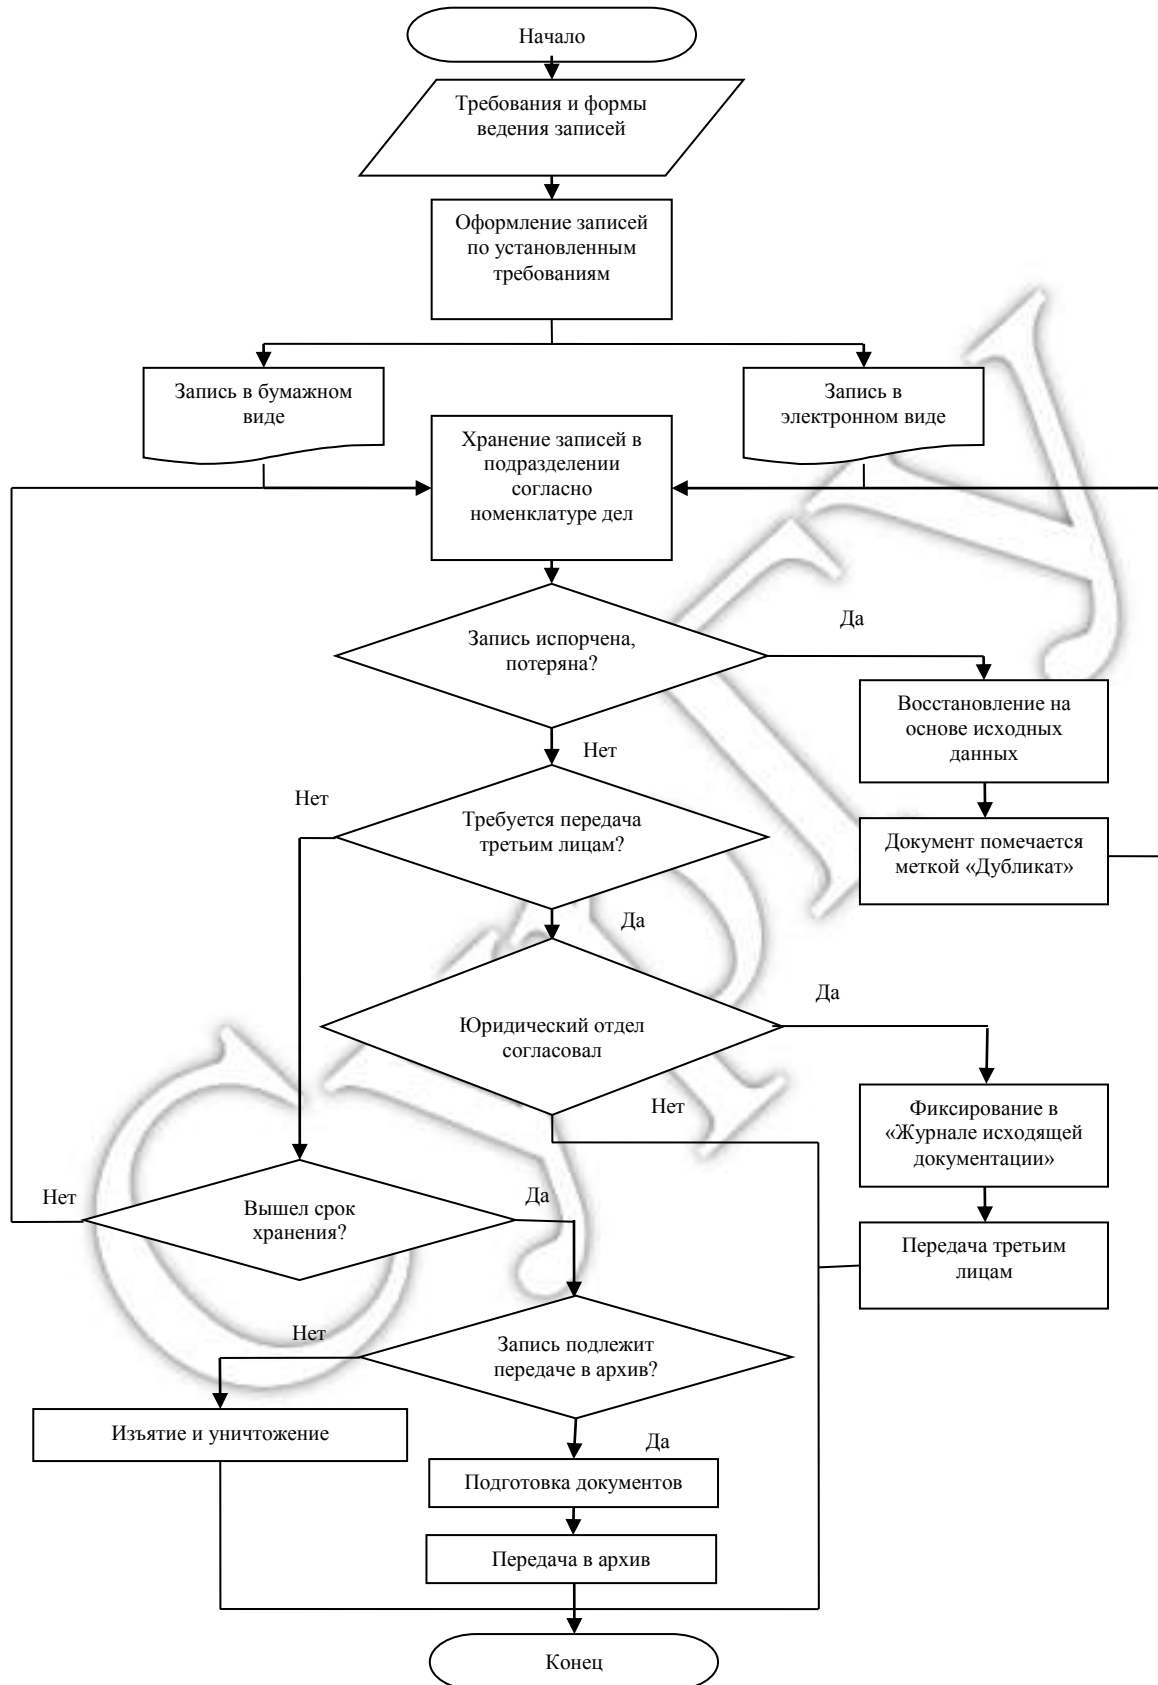 Начало
Требования и формы
ведения записей
Оформление записей
по установленным
требованиям
Запись в бумажном
виде
Запись в
электронном виде
Хранение записей в
подразделении
согласно
номенклатуре дел
Да
Запись испорчена,
потеряна?
Восстановление на
основе исходных
данных
Нет
Нет
Требуется передача
третьим лицам?
Документ помечается
меткой «Дубликат»
Да
Да
Юридический отдел
согласовал
Нет
Фиксирование в
«Журнале исходящей
документации»
Нет
Да
Вышел срок
хранения?
Передача третьим
лицам
Нет
Запись подлежит
передаче в архив?
Изъятие и уничтожение
Да
Подготовка документов
Передача в архив
Конец